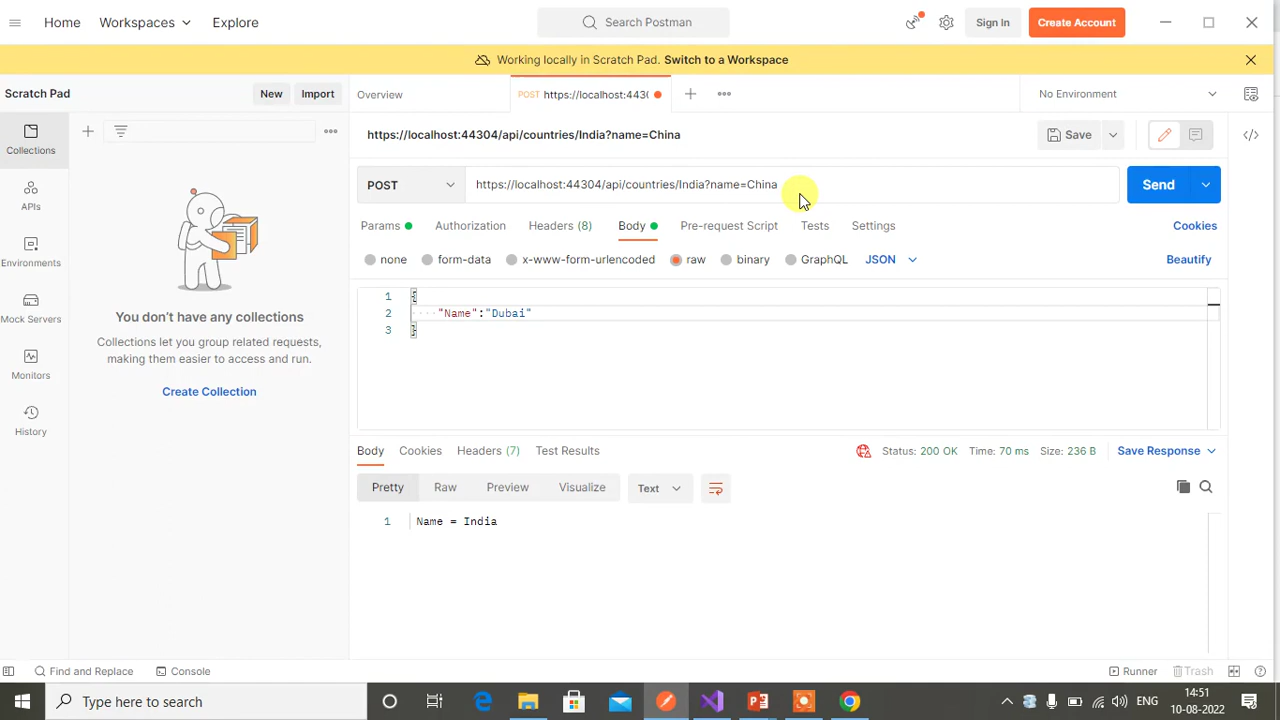 Home
Workspaces
Explore
Search Postman
Sign In
Create Account
Working locally in Scratch Pad. Switch to a Workspace
Scratch Pad
New
Import
Overview
POST https://localhost:4430
No Environment
Collections
APIs
Environments
Mock Servers
Monitors
History
You don't have any collections
Collections let you group related requests,
making them easier to access and run.
Create Collection
https://localhost:44304/api/countries/India?name=China
Save
POST
https://localhost:44304/api/countries/India?name=China
Send
Params
Authorization
Headers (8)
Body
Pre-request Script
Tests
Settings
Cookies
none
form-data
x-www-form-urlencoded
raw
binary
GraphQL
JSON
Beautify
1 {
2 "Name":"Dubai"
3 }
Body
Cookies
Headers (7)
Test Results
Status: 200 OK
Time: 70 ms
Size: 236 B
Save Response
Pretty
Raw
Preview
Visualize
Text
1 Name = India
Find and Replace
Console
Runner
Trash
Type here to search
ENG
14:51
10-08-2022